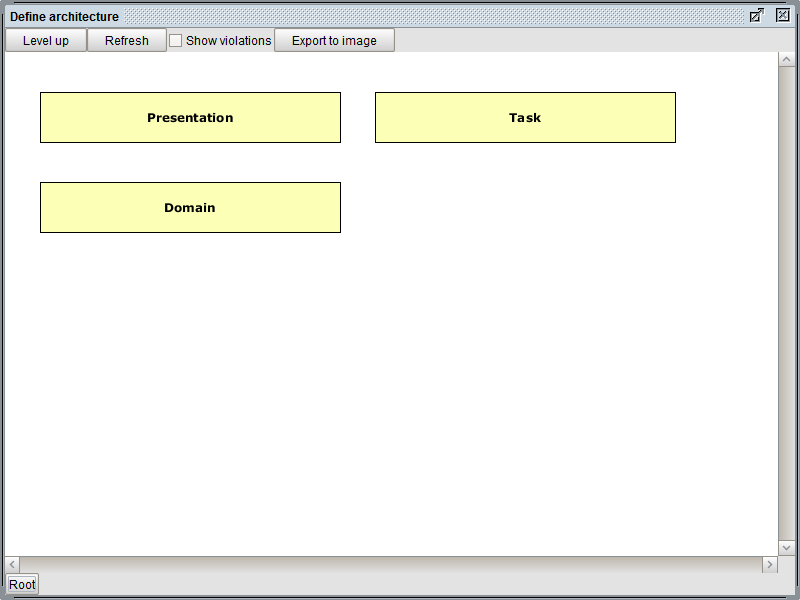 Define architecture
Level up Refresh Show violations Export to image
Presentation Task
Domain
Root